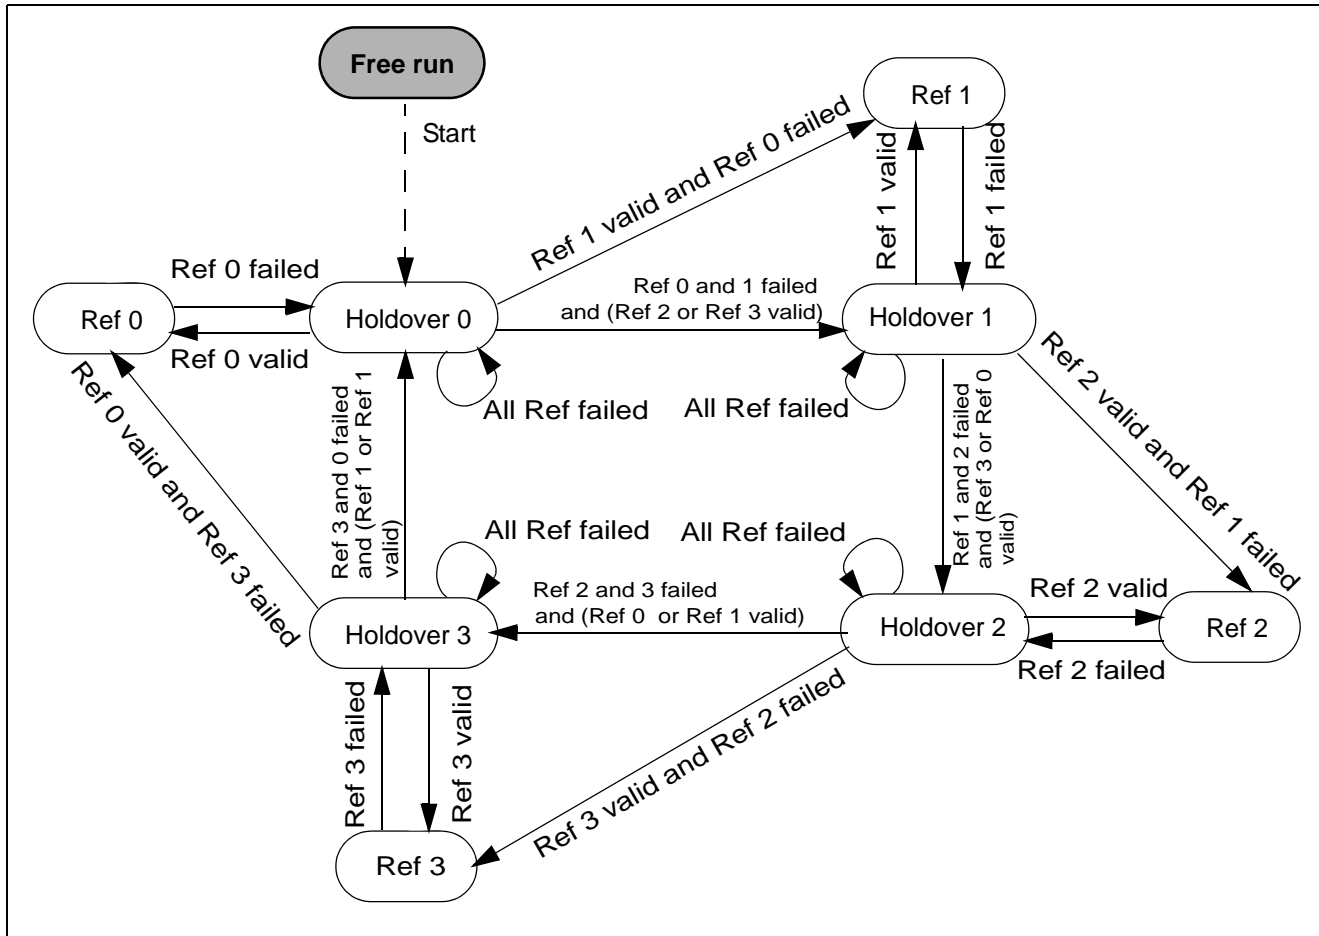 Free run
Start
Ref 1
Ref 1 valid and Ref 0 failed
Ref 1 valid
Ref 1 failed
Ref 0 failed
Ref 0
Ref 0 valid
Holdover 0
Ref 0 and 1 failed
and (Ref 2 or Ref 3 valid)
Holdover 1
All Ref failed
All Ref failed
Ref 2 valid and Ref 1 failed
Ref 0 valid and Ref 3 failed
Ref 3 and 0 failed
and (Ref 1 or Ref 1
valid)
Ref 1 and 2 failed
and (Ref 3 or Ref 0
valid)
All Ref failed
All Ref failed
Ref 2 and 3 failed
and (Ref 0 or Ref 1 valid)
Holdover 3
Holdover 2
Ref 2 valid
Ref 2
Ref 2 failed
Ref 3 failed
Ref 3 valid
Ref 3 valid and Ref 2 failed
Ref 3